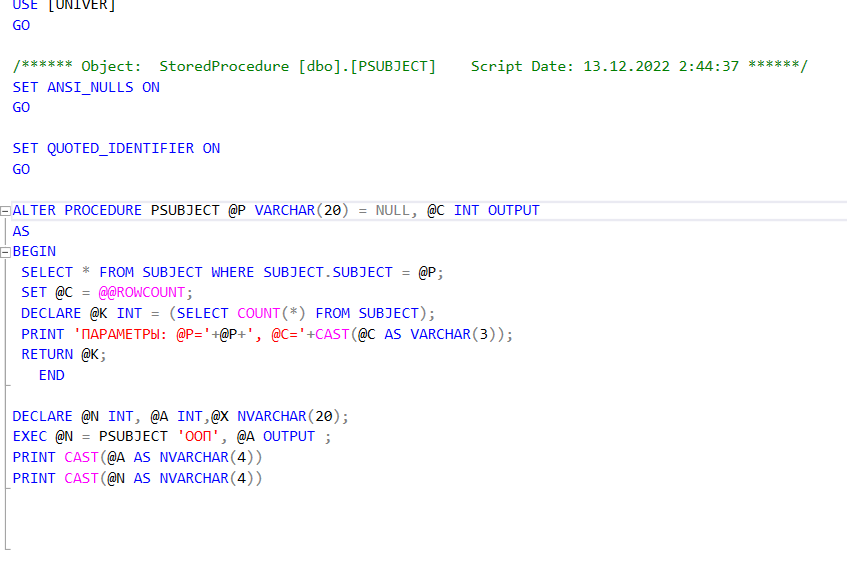 USE [UNIVER]
GO
/****** Object:  StoredProcedure [dbo].[PSUBJECT]    Script Date: 13.12.2022 2:44:37 ******/
SET ANSI_NULLS ON
GO
SET QUOTED_IDENTIFIER ON
GO
ALTER PROCEDURE PSUBJECT @P VARCHAR(20) = NULL, @C INT OUTPUT
AS
BEGIN
SELECT * FROM SUBJECT WHERE SUBJECT.SUBJECT = @P;
SET @C = @@ROWCOUNT;
DECLARE @K INT = (SELECT COUNT(*) FROM SUBJECT);
PRINT 'ПАРАМЕТРЫ: @P='+@P+', @C='+CAST(@C AS VARCHAR(3));
RETURN @K;
END
DECLARE @N INT, @A INT,@X NVARCHAR(20);
EXEC @N = PSUBJECT 'ООП', @A OUTPUT ;
PRINT CAST(@A AS NVARCHAR(4))
PRINT CAST(@N AS NVARCHAR(4))